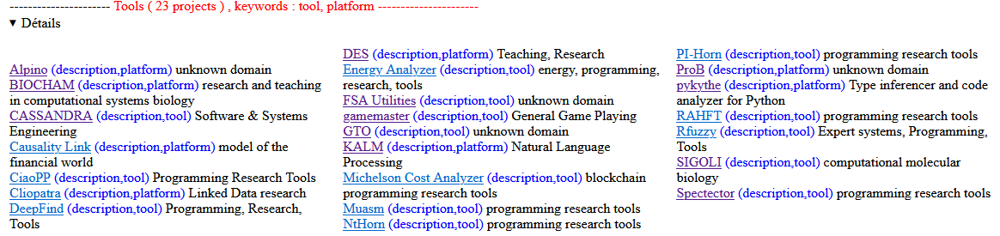 ---------------------- Tools ( 23 projects ) , keywords : tool, platform ----------------------
▼ Détails
Alpino (description,platform) unknown domain
BIOCHAM (description,platform) research and teaching
in computational systems biology
CASSANDRA (description,tool) Software & Systems
Engineering
Causality Link (description,platform) model of the
financial world
CiaoPP (description,tool) Programming Research Tools
Cliopatra (description,platform) Linked Data research
DeepFind (description,tool) Programming, Research,
Tools
DES (description,platform) Teaching, Research
Energy Analyzer (description,tool) energy, programming,
research, tools
FSA Utilities (description,tool) unknown domain
gamemaster (description,tool) General Game Playing
GTO (description,tool) unknown domain
KALM (description,platform) Natural Language
Processing
Michelson Cost Analyzer (description,tool) blockchain
programming research tools
Muasm (description,tool) programming research tools
NtHorn (description,tool) programming research tools
PI-Horn (description,tool) programming research tools
ProB (description,platform) unknown domain
pykythe (description,platform) Type inferencer and code
analyzer for Python
RAHFT (description,tool) programming research tools
Rfuzzy (description,tool) Expert systems, Programming,
Tools
SIGOLI (description,tool) computational molecular
biology
Spectector (description,tool) programming research tools